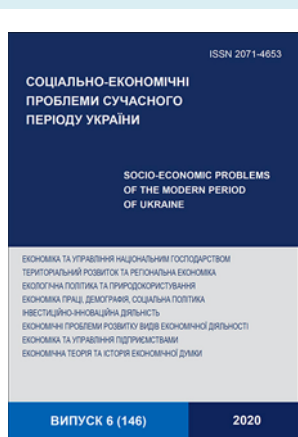 ISSN 2071-4653
СОЦІАЛЬНО-ЕКОНОМІЧНІ
ПРОБЛЕМИ СУЧАСНОГО
ПЕРІОДУ УКРАЇНИ
SOCIO-ECONOMIC PROBLEMS
OF THE MODERN PERIOD
OF UKRAINE
ЕКОНОМІКА ТА УПРАВЛІННЯ НАЦІОНАЛЬНИМ ГОСПОДАРСТВОМ
ТЕРИТОРІАЛЬНИЙ РОЗВИТОК ТА РЕГІОНАЛЬНА ЕКОНОМІКА
ЕКОЛОГІЧНА ПОЛІТИКА ТА ПРИРОДОКОРИСТУВАННЯ
ЕКОНОМІКА ПРАЦІ, ДЕМОГРАФІЯ, СОЦІАЛЬНА ПОЛІТИКА
ІНВЕСТИЦІЙНО-ІННОВАЦІЙНА ДІЯЛЬНІСТЬ
ЕКОНОМІЧНІ ПРОБЛЕМИ РОЗВИТКУ ВИДІВ ЕКОНОМІЧНОЇ ДІЯЛЬНОСТІ
ЕКОНОМІКА ТА УПРАВЛІННЯ ПІДПРИЄМСТВАМИ
ЕКОНОМІЧНА ТЕОРІЯ ТА ІСТОРІЯ ЕКОНОМІЧНОЇ ДУМКИ
ВИПУСК 6 (146)
2020